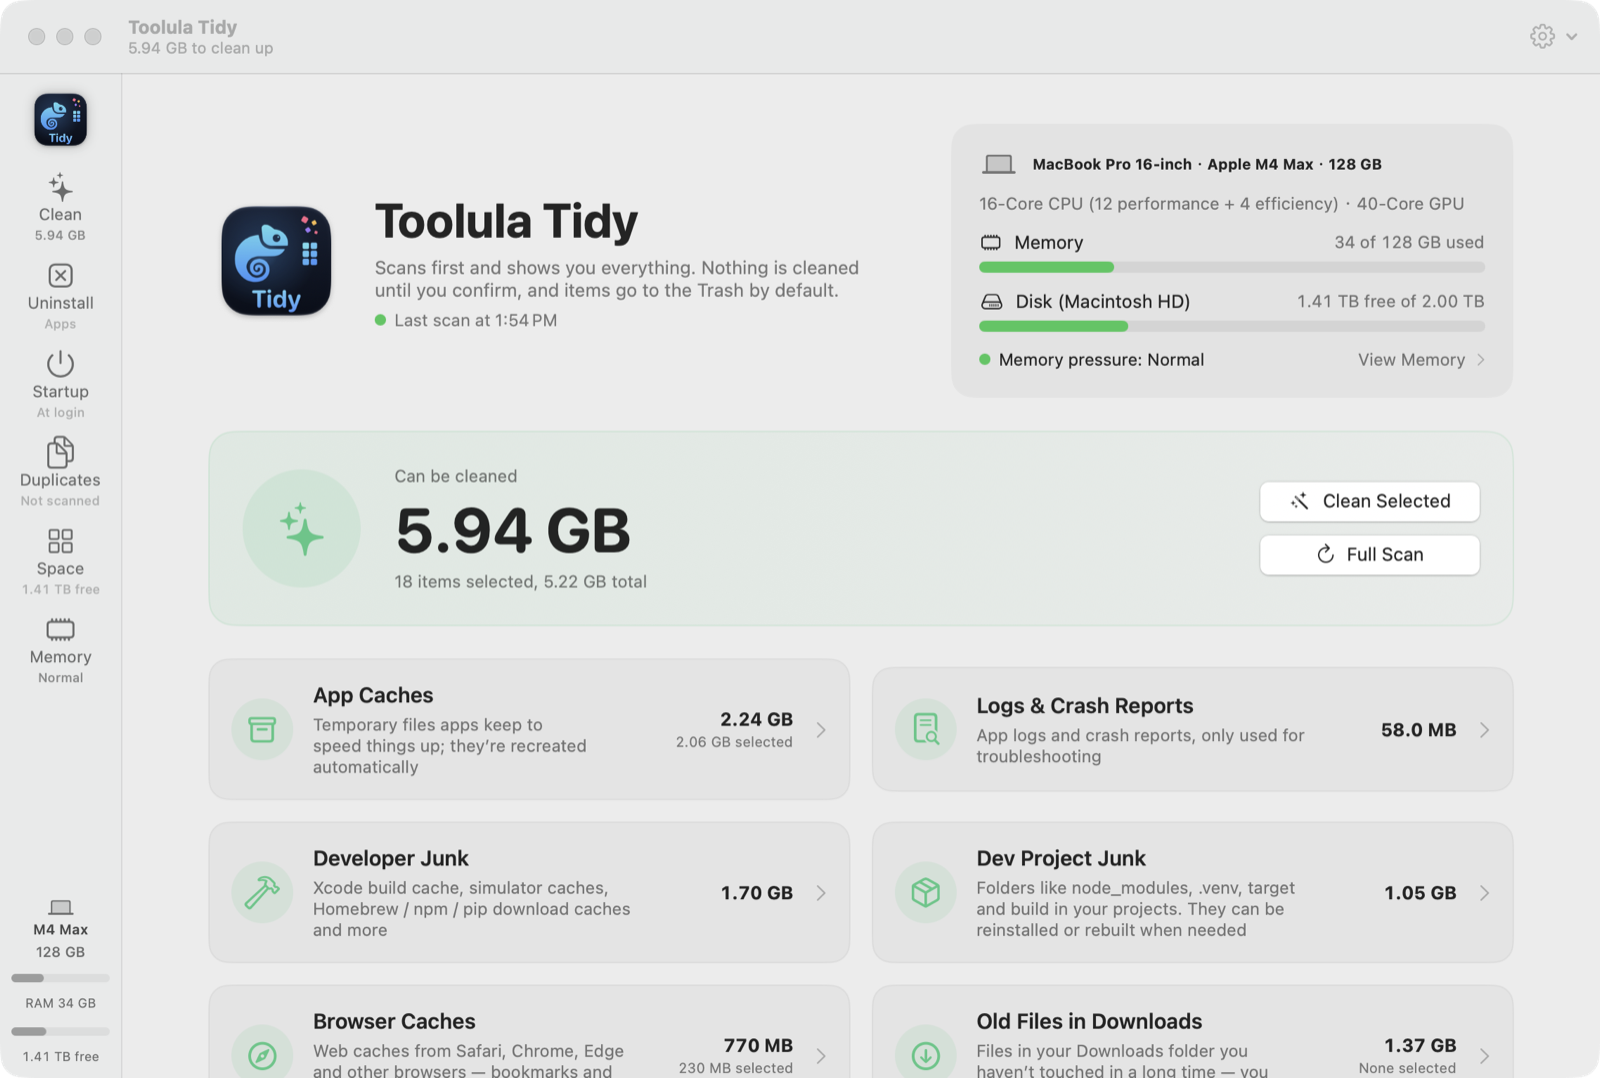 Toolula Tidy
5.94 GB to clean up
Tidy
Clean
5.94 GB
Uninstall
Apps
Startup
At login
Duplicates
Not scanned
Space
1.41 TB free
Memory
Normal
M4 Max
128 GB
RAM 34 GB
1.41 TB free
Tidy
Toolula Tidy
Scans first and shows you everything. Nothing is cleaned
until you confirm, and items go to the Trash by default.
Last scan at 1:54 PM
MacBook Pro 16-inch · Apple M4 Max · 128 GB
16-Core CPU (12 performance + 4 efficiency) · 40-Core GPU
Memory 34 of 128 GB used
Disk (Macintosh HD) 1.41 TB free of 2.00 TB
Memory pressure: Normal View Memory
Can be cleaned
5.94 GB
18 items selected, 5.22 GB total
Clean Selected
Full Scan
App Caches
Temporary files apps keep to
speed things up; they’re recreated
automatically
2.24 GB
2.06 GB selected
Logs & Crash Reports
App logs and crash reports, only used for
troubleshooting
58.0 MB
Developer Junk
Xcode build cache, simulator caches,
Homebrew / npm / pip download caches
and more
1.70 GB
Dev Project Junk
Folders like node_modules, .venv, target
and build in your projects. They can be
reinstalled or rebuilt when needed
1.05 GB
Browser Caches
Web caches from Safari, Chrome, Edge
and other browsers — bookmarks and
770 MB
230 MB selected
Old Files in Downloads
Files in your Downloads folder you
haven’t touched in a long time — you
1.37 GB
None selected